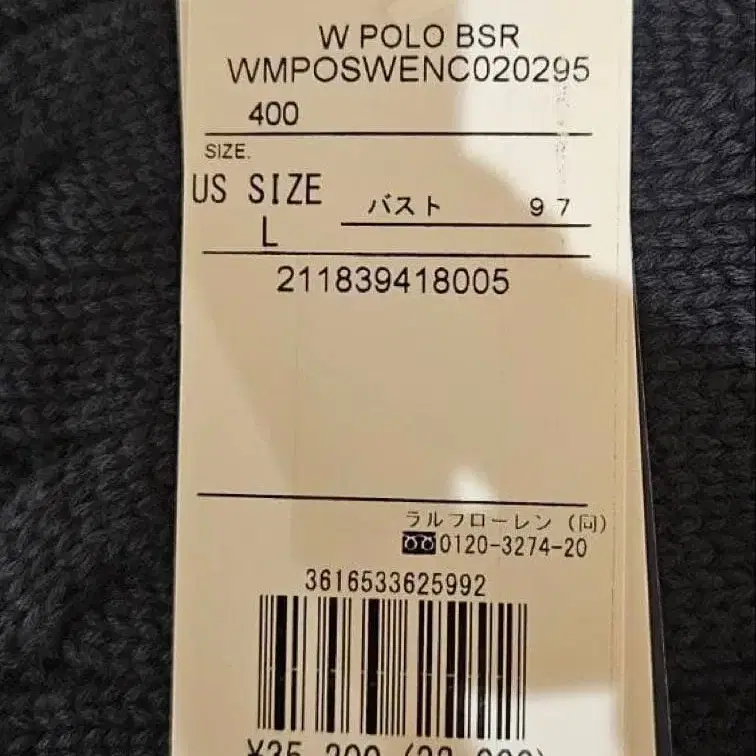 W POLO BSR
WMPOSWENC020295
400
SIZE.
US SIZE
L
バスト 97
211839418005
ラルフローレン(同)
0120-3274-20
3616533625992